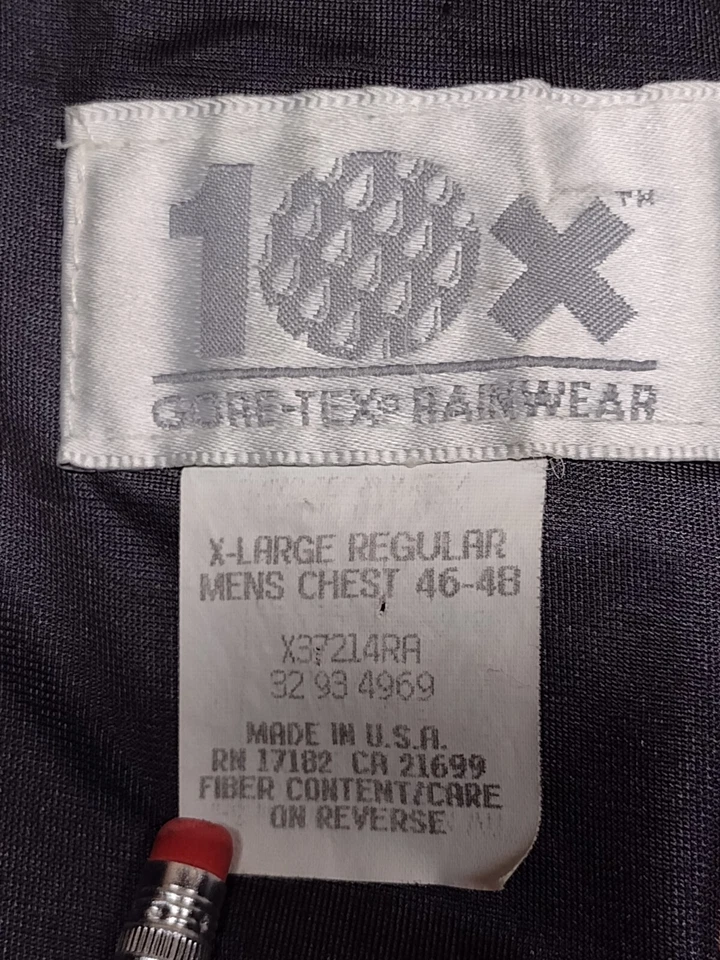 10X™
GORE-TEX® RAINWEAR
X-LARGE REGULAR
MENS CHEST 46-48
X37214RA
32 93 4969
MADE IN U.S.A.
RN 17182 CA 21699
FIBER CONTENT/CARE
ON REVERSE